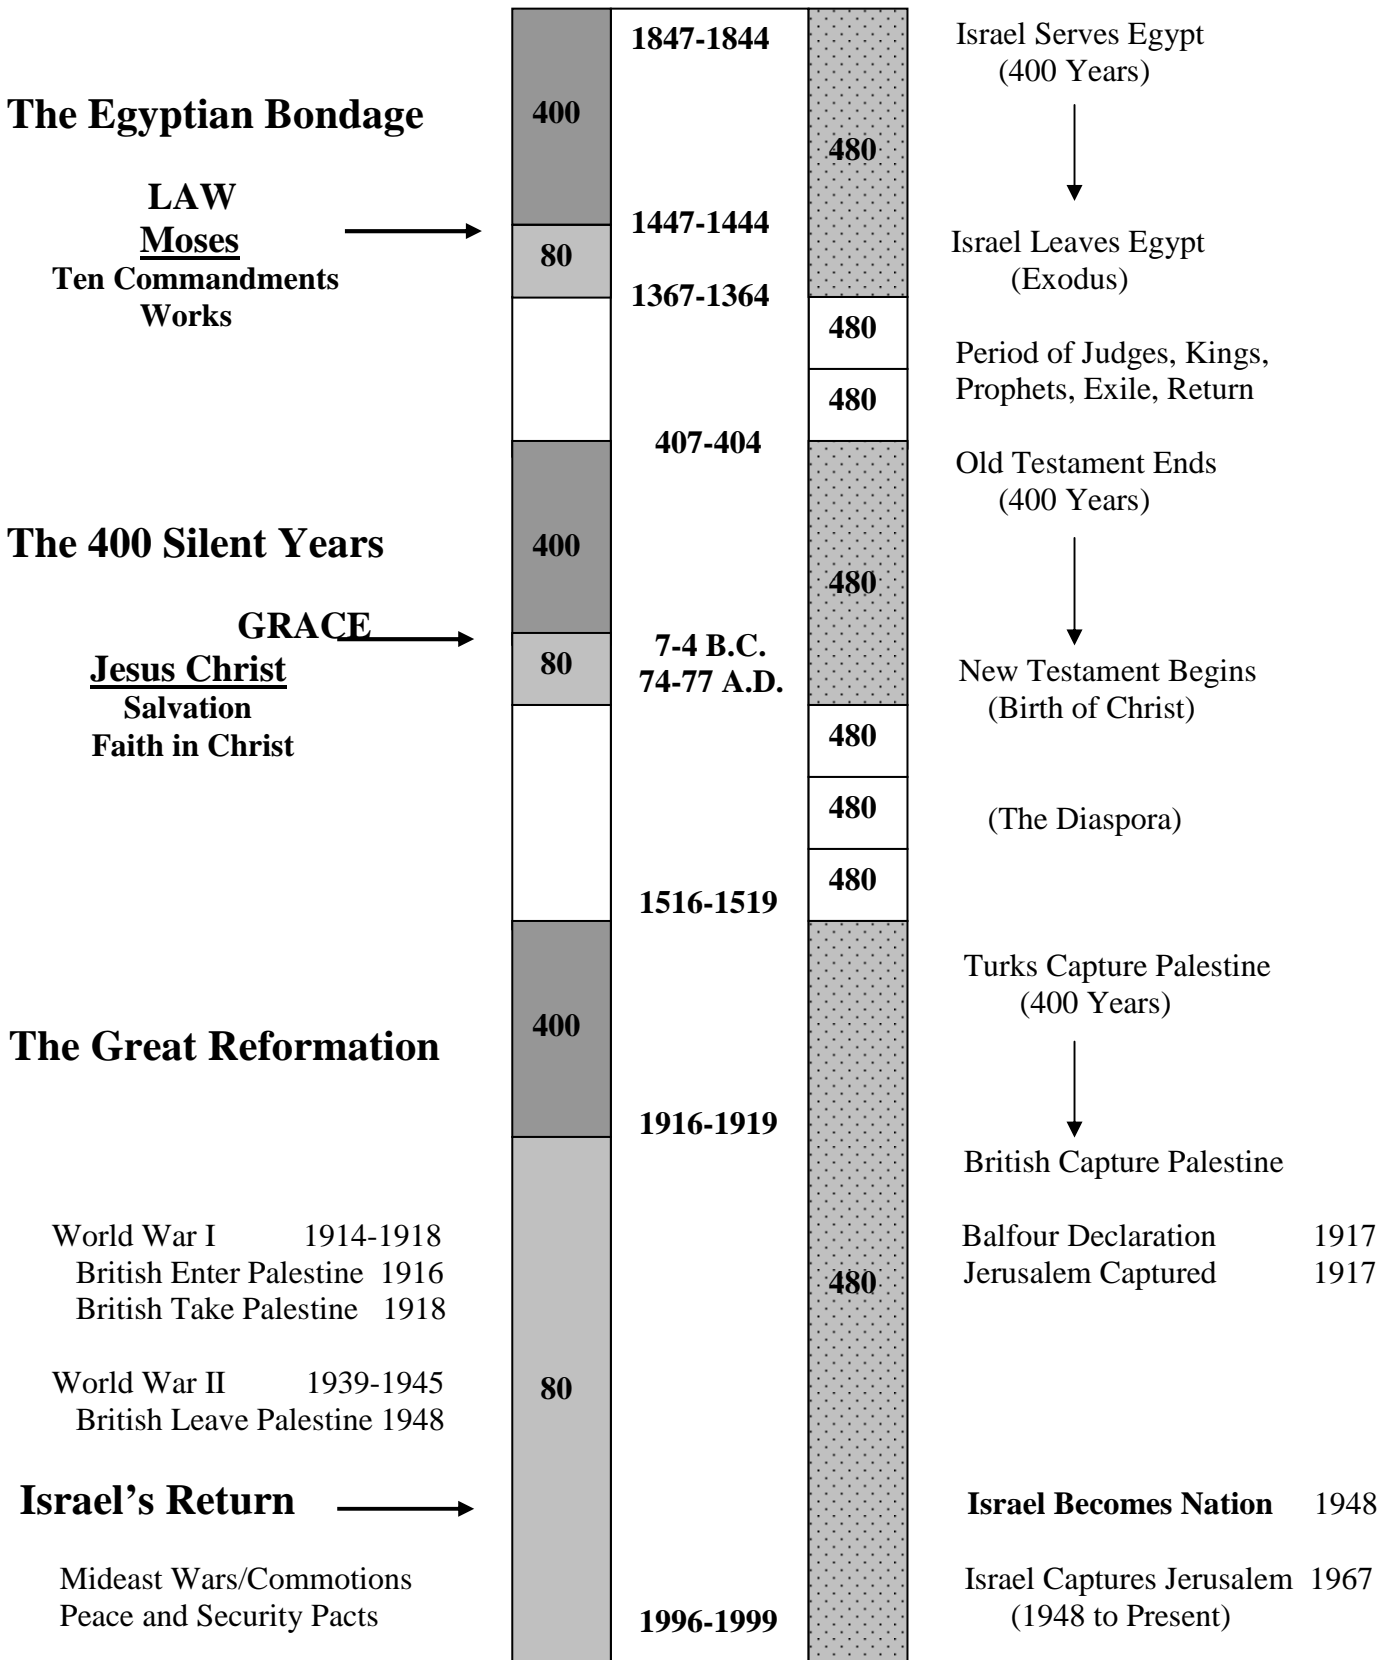 1847-1844
Israel Serves Egypt
(400 Years)
The Egyptian Bondage
400
480
LAW
Moses
Ten Commandments
Works
1447-1444
80
Israel Leaves Egypt
(Exodus)
1367-1364
480
Period of Judges, Kings,
Prophets, Exile, Return
480
407-404
Old Testament Ends
(400 Years)
The 400 Silent Years
400
480
GRACE
Jesus Christ
Salvation
Faith in Christ
7-4 B.C.
74-77 A.D.
80
New Testament Begins
(Birth of Christ)
480
480
(The Diaspora)
480
1516-1519
Turks Capture Palestine
(400 Years)
The Great Reformation
400
1916-1919
British Capture Palestine
World War I 1914-1918
British Enter Palestine 1916
British Take Palestine 1918
Balfour Declaration 1917
Jerusalem Captured 1917
480
World War II 1939-1945
British Leave Palestine 1948
80
Israel's Return
Israel Becomes Nation 1948
Mideast Wars/Commotions
Peace and Security Pacts
1996-1999
Israel Captures Jerusalem 1967
(1948 to Present)